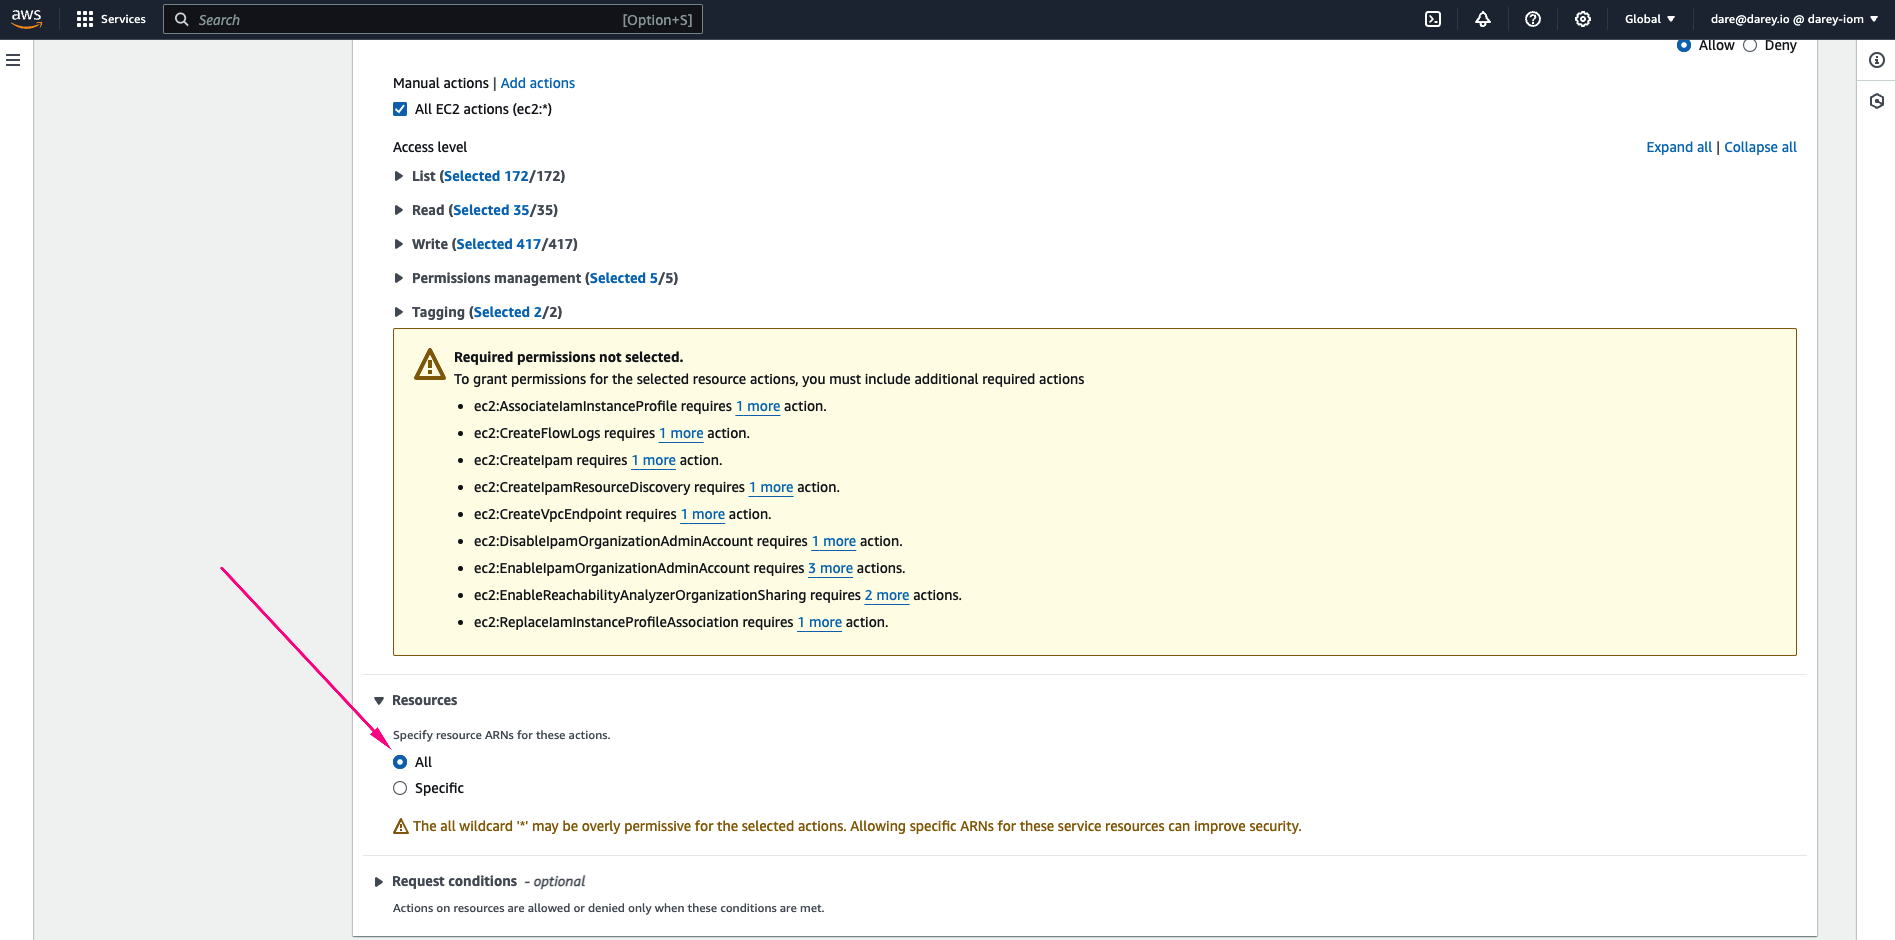 aws Services Search [Option+S] Global dare@darey.io @ darey-iom
Allow Deny
Manual actions | Add actions
All EC2 actions (ec2:*)
Access level Expand all | Collapse all
List (Selected 172/172)
Read (Selected 35/35)
Write (Selected 417/417)
Permissions management (Selected 5/5)
Tagging (Selected 2/2)
Required permissions not selected.
To grant permissions for the selected resource actions, you must include additional required actions
• ec2:AssociateIamInstanceProfile requires 1 more action.
• ec2:CreateFlowLogs requires 1 more action.
• ec2:CreateIpam requires 1 more action.
• ec2:CreateIpamResourceDiscovery requires 1 more action.
• ec2:CreateVpcEndpoint requires 1 more action.
• ec2:DisableIpamOrganizationAdminAccount requires 1 more action.
• ec2:EnableIpamOrganizationAdminAccount requires 3 more actions.
• ec2:EnableReachabilityAnalyzerOrganizationSharing requires 2 more actions.
• ec2:ReplaceIamInstanceProfileAssociation requires 1 more action.
Resources
Specify resource ARNs for these actions.
All
Specific
The all wildcard '*' may be overly permissive for the selected actions. Allowing specific ARNs for these service resources can improve security.
Request conditions - optional
Actions on resources are allowed or denied only when these conditions are met.